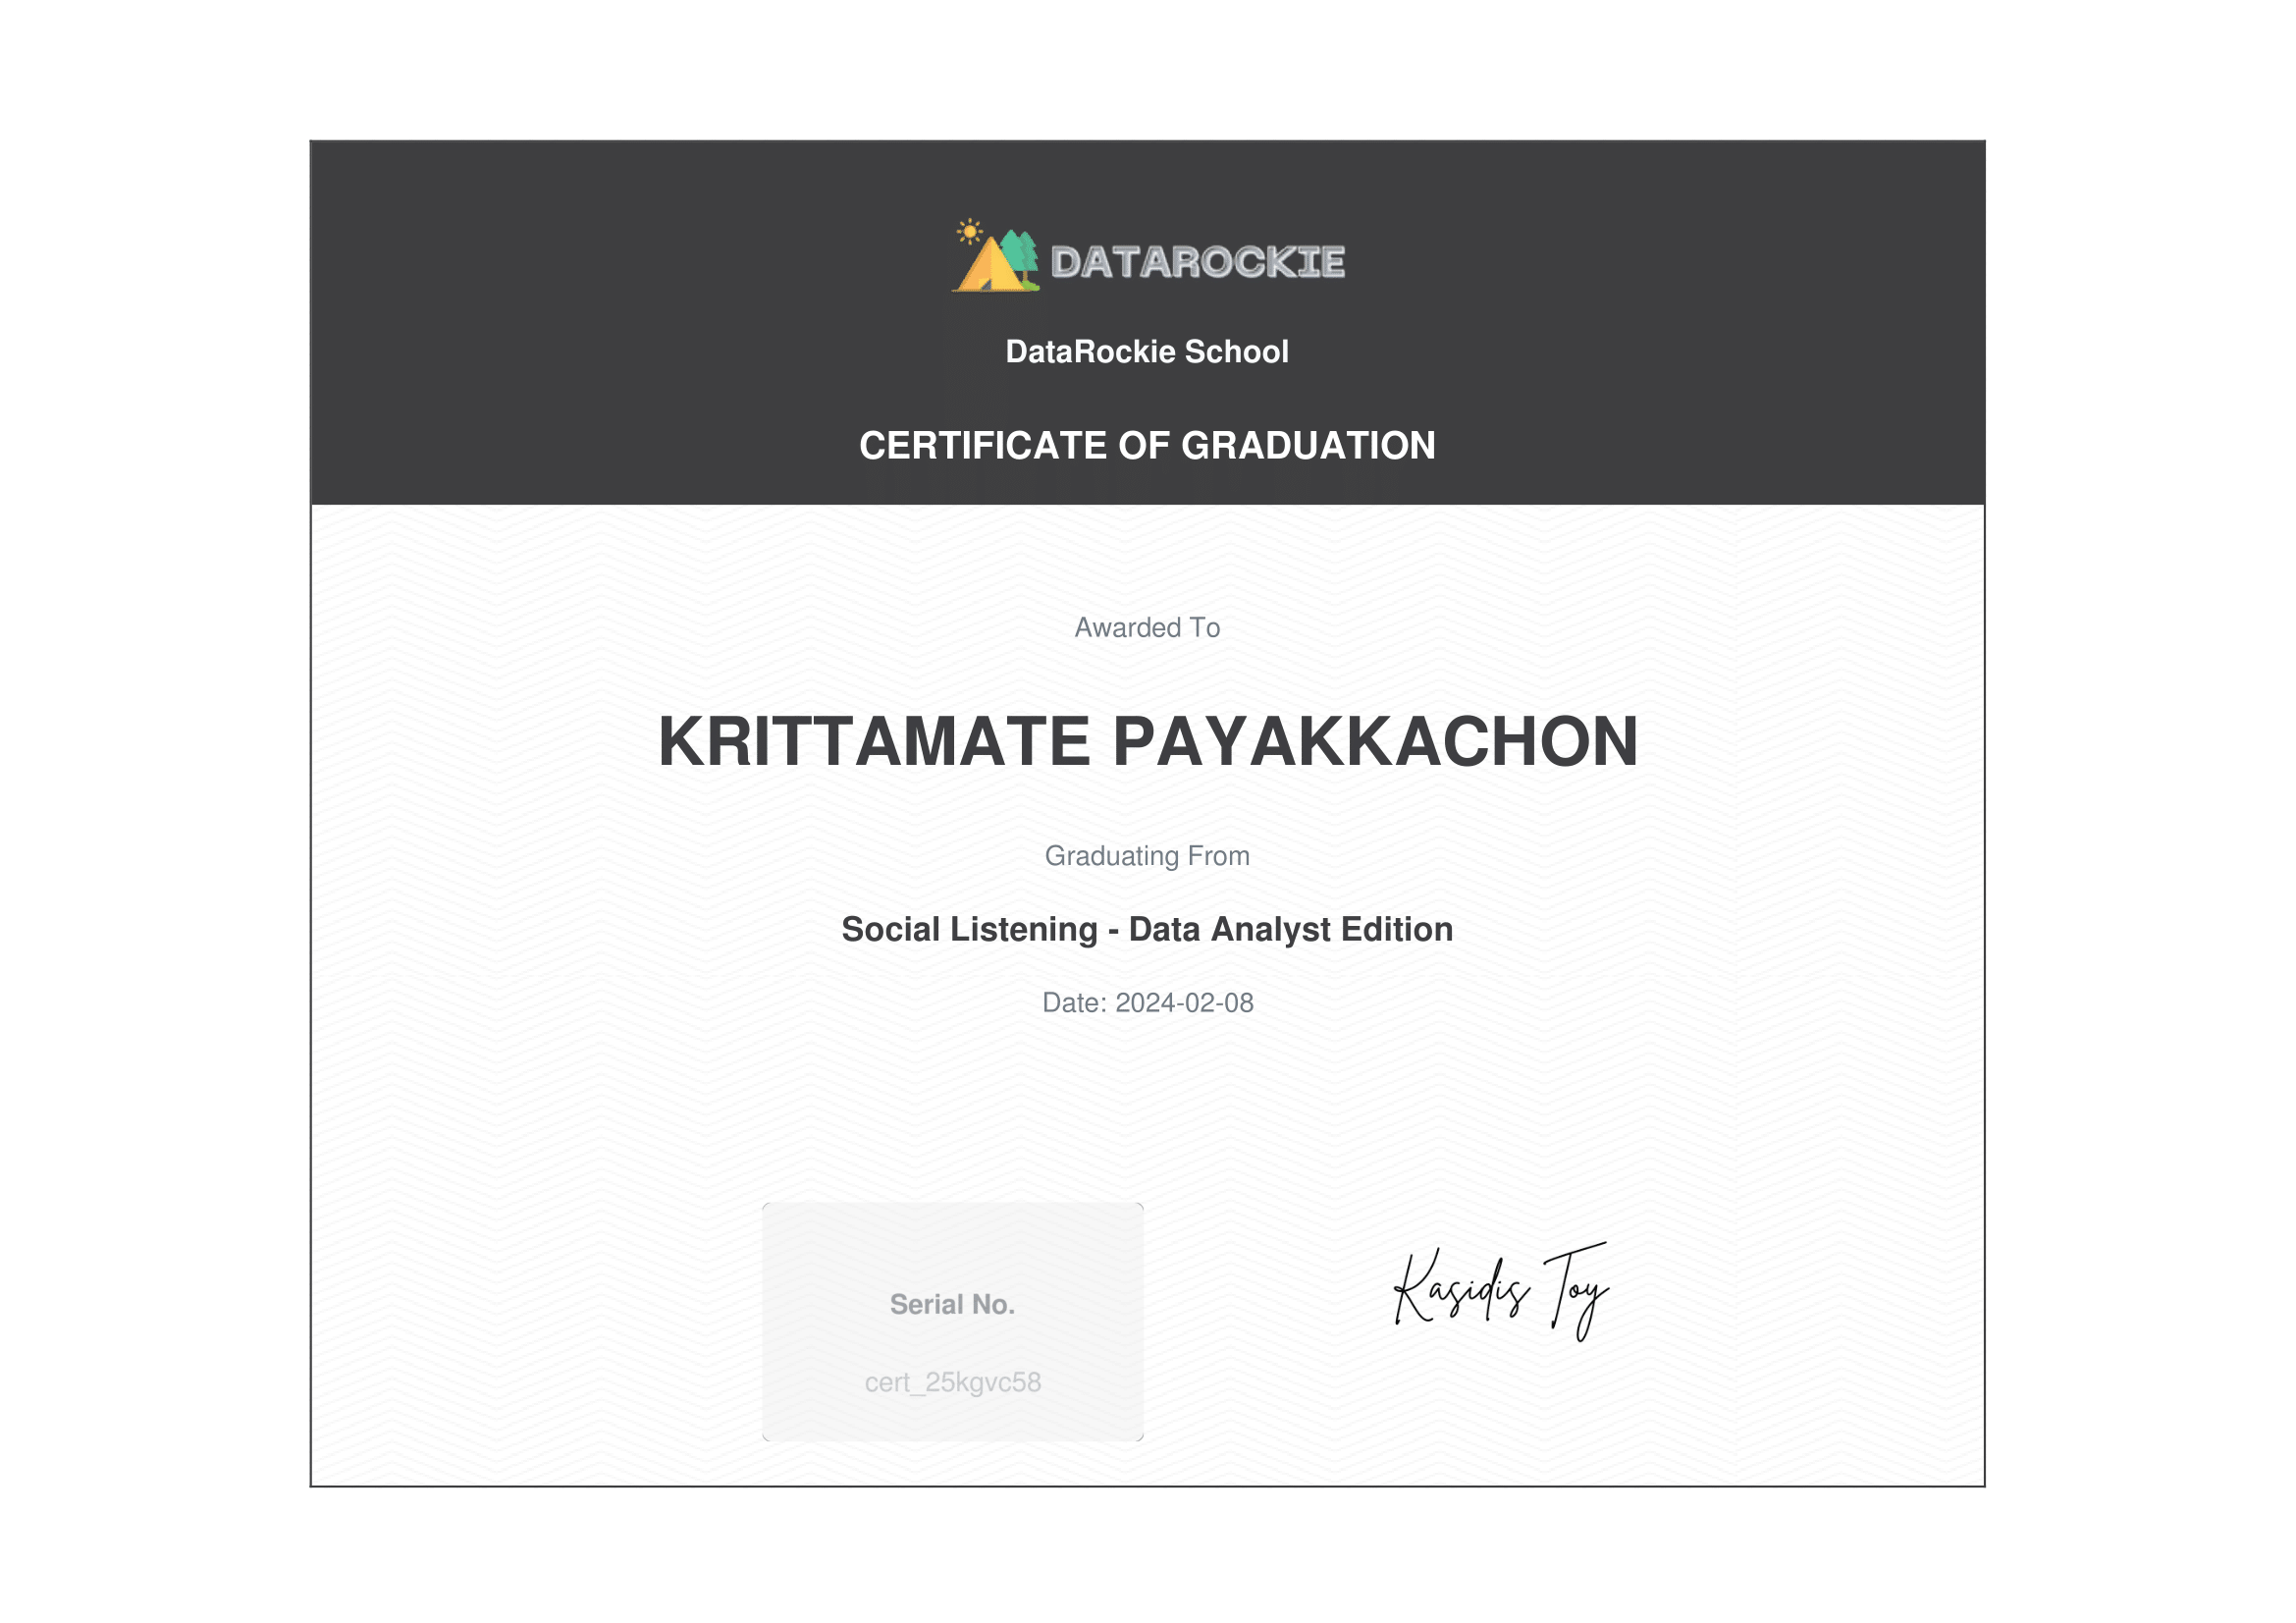 DATAROCKIE
DataRockie School
CERTIFICATE OF GRADUATION
Awarded To
KRITTAMATE PAYAKKACHON
Graduating From
Social Listening - Data Analyst Edition
Date: 2024-02-08
Serial No.
cert_25kgvc58
Kasidis Toy